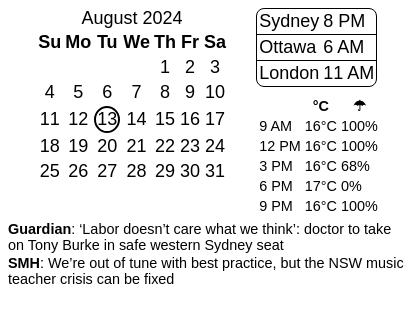 August 2024
Su Mo Tu We Th Fr Sa
1 2 3
4 5 6 7 8 9 10
11 12 13 14 15 16 17
18 19 20 21 22 23 24
25 26 27 28 29 30 31
Sydney 8 PM
Ottawa 6 AM
London 11 AM
°C ☂
9 AM 16°C 100%
12 PM 16°C 100%
3 PM 16°C 68%
6 PM 17°C 0%
9 PM 16°C 100%
Guardian: ‘Labor doesn’t care what we think’: doctor to take
on Tony Burke in safe western Sydney seat
SMH: We’re out of tune with best practice, but the NSW music
teacher crisis can be fixed